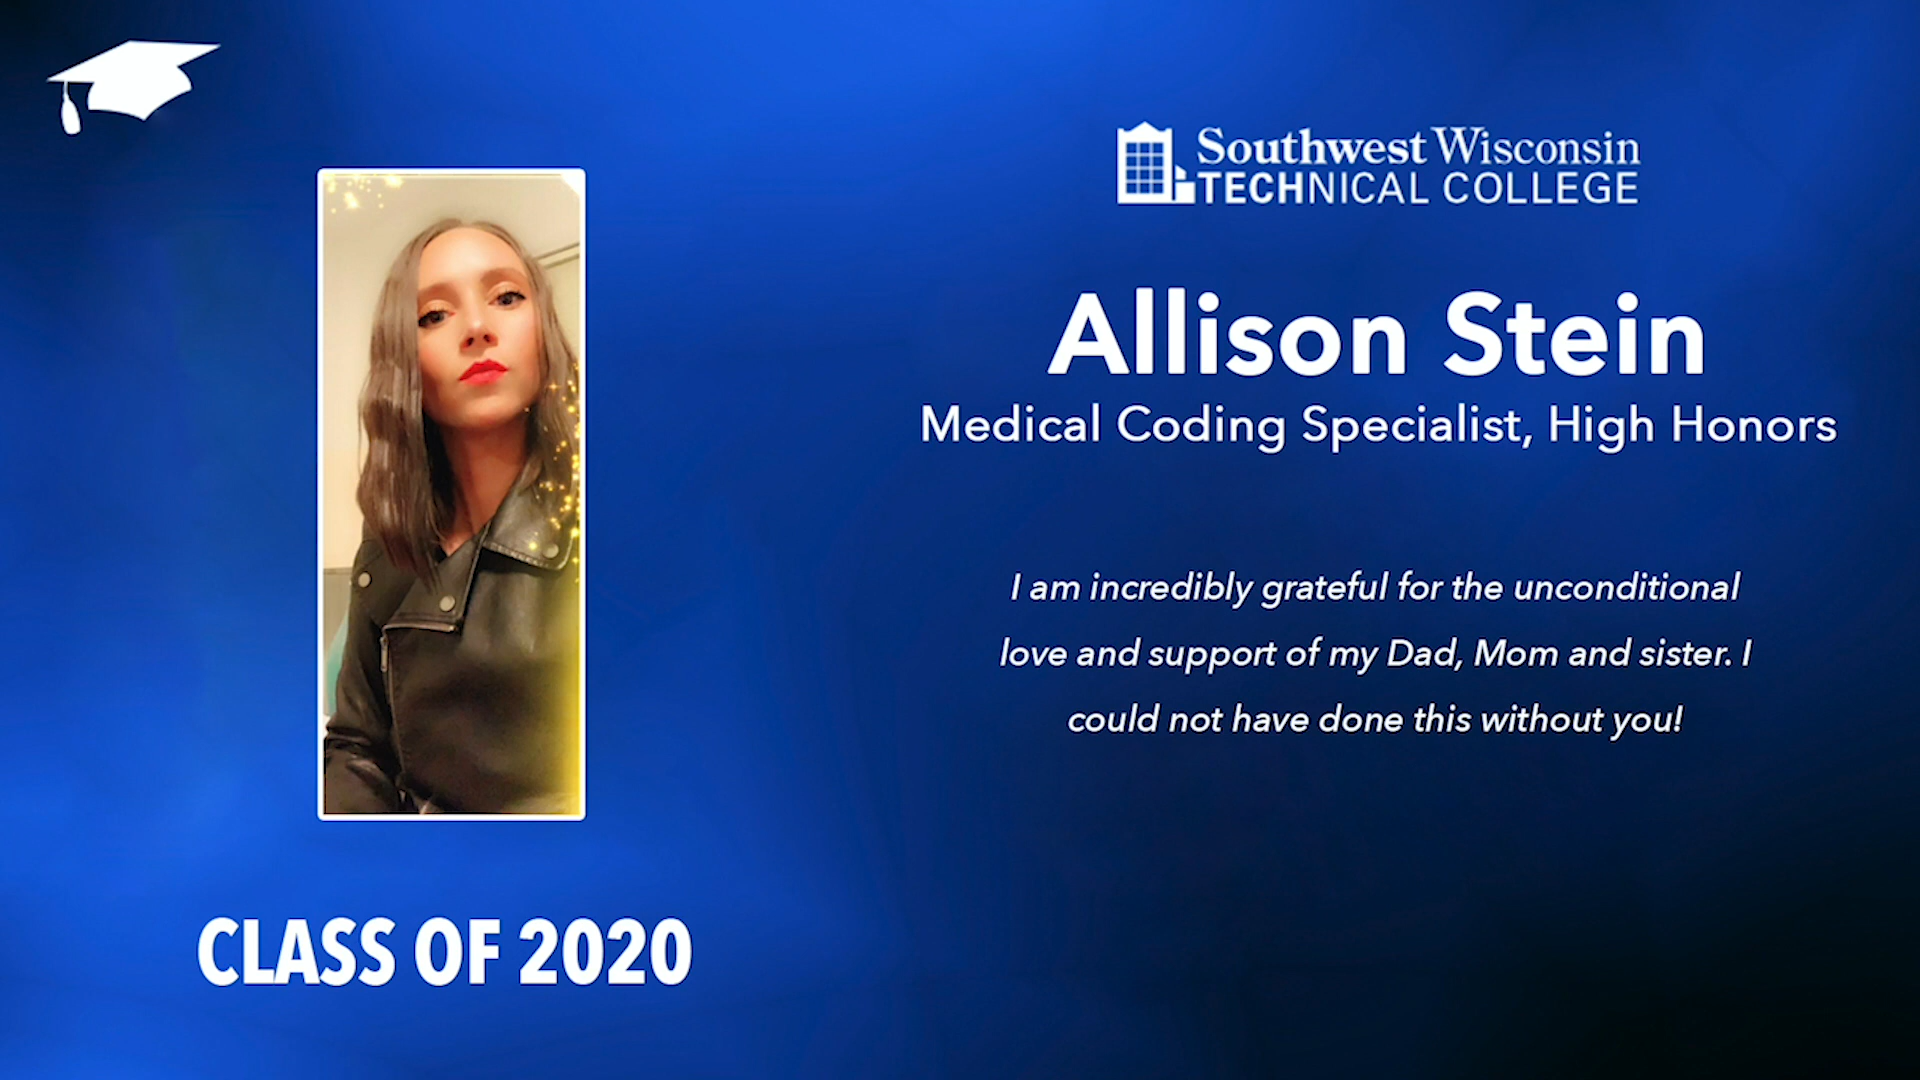 Southwest Wisconsin
TECHNICAL COLLEGE
Allison Stein
Medical Coding Specialist, High Honors
I am incredibly grateful for the unconditional
love and support of my Dad, Mom and sister. I
could not have done this without you!
CLASS OF 2020